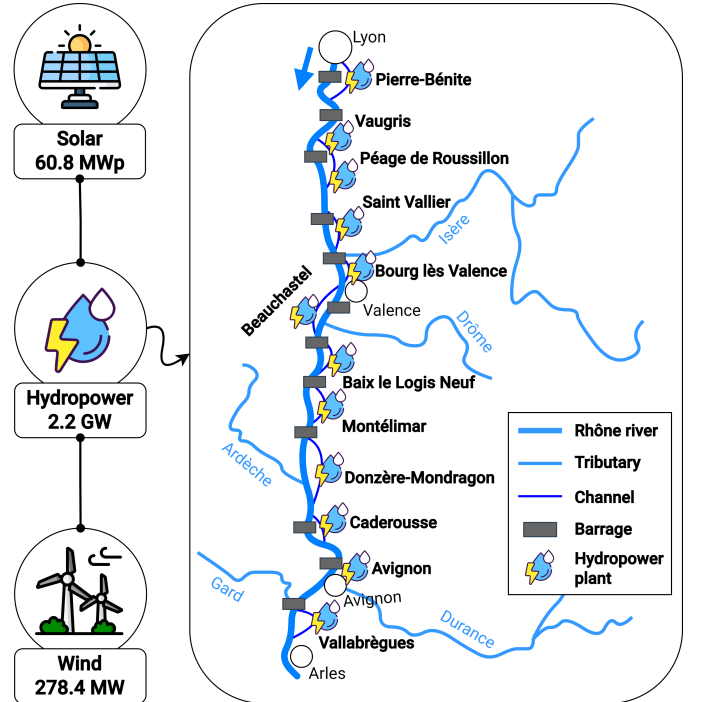 Solar
60.8 MWp
Hydropower
2.2 GW
Wind
278.4 MW
Lyon
Pierre-Bénite
Vaugris
Péage de Roussillon
Saint Vallier
Isère
Bourg lès Valence
Beauchastel
Valence
Drôme
Baix le Logis Neuf
Montélimar
Ardèche
Donzère-Mondragon
Caderousse
Avignon
Gard
Avignon
Durance
Vallabrègues
Arles
Rhône river
Tributary
Channel
Barrage
Hydropower
plant